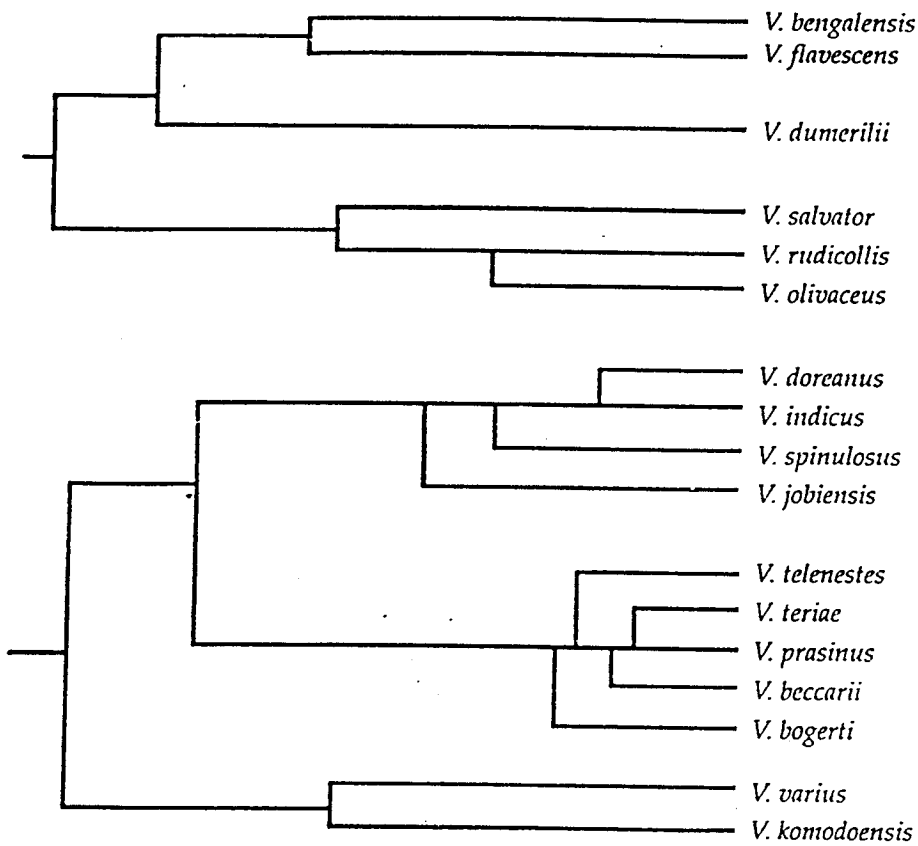 V. bengalensis
V. flavescens
V. dumerilii
V. salvator
V. rudicollis
V. olivaceus
V. doreanus
V. indicus
V. spinulosus
V. jobiensis
V. telenestes
V. teriae
V. prasinus
V. beccarii
V. bogerti
V. varius
V. komodoensis